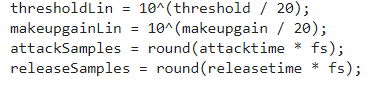 thresholdLin = 10^(threshold / 20);
makeupgainLin = 10^(makeupgain / 20);
attackSamples = round(attacktime * fs);
releaseSamples = round(releasetime * fs);